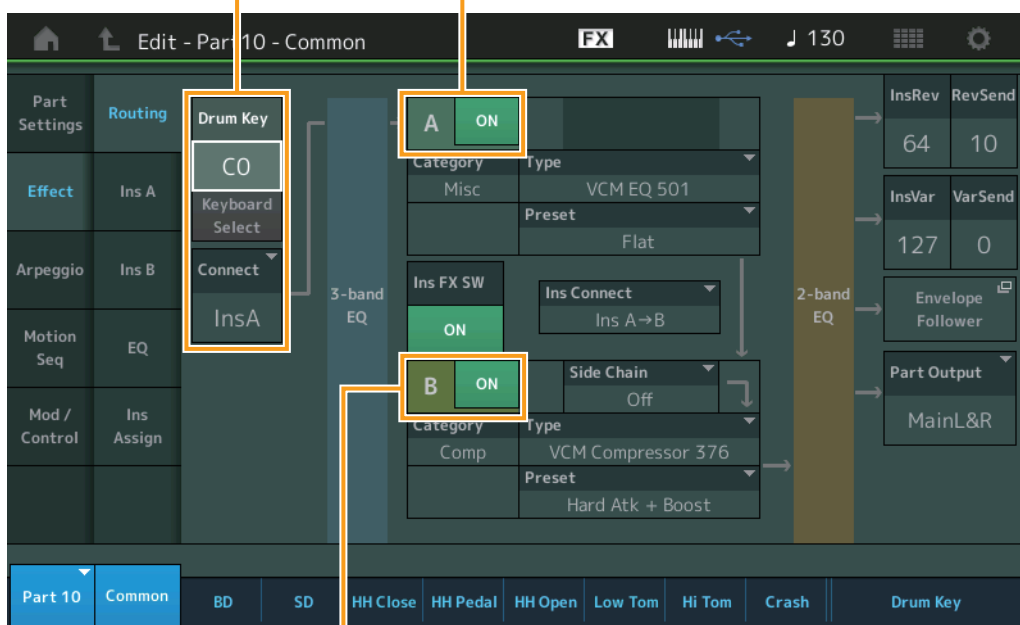 Edit - Part10 - Common
FX
130
Part
Settings
Effect
Arpeggio
Motion
Seq
Mod /
Control
Routing
Ins A
Ins B
EQ
Ins
Assign
Drum Key
C0
Keyboard
Select
Connect
InsA
3-band
EQ
A
ON
Category
Type
Misc
VCM EQ 501
Preset
Flat
Ins FX SW
ON
Ins Connect
Ins A→B
B
ON
Side Chain
Off
Category
Type
Comp
VCM Compressor 376
Preset
Hard Atk + Boost
2-band
EQ
InsRev
RevSend
64
10
InsVar
VarSend
127
0
Envelope
Follower
Part Output
MainL&R
Part 10
Common
BD
SD
HH Close
HH Pedal
HH Open
Low Tom
Hi Tom
Crash
Drum Key